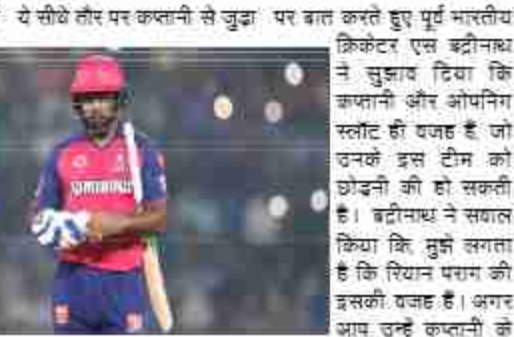 ये सीधे तौर पर कप्तानी से जुड़ा
पर बात करते हुए पूर्व भारतीय
क्रिकेटर एस बद्रीनाथ
ने सुझाव दिया कि
कप्तानी और ओपनिंग
स्लॉट ही वजह हैं जो
उनके इस टीम को
छोड़नी की हो सकती
है। बद्रीनाथ ने सवाल
किया कि, मुझे लगता
है कि रियान पराग की
इसकी वजह हैं। अगर
आप उन्हें कप्तानी के